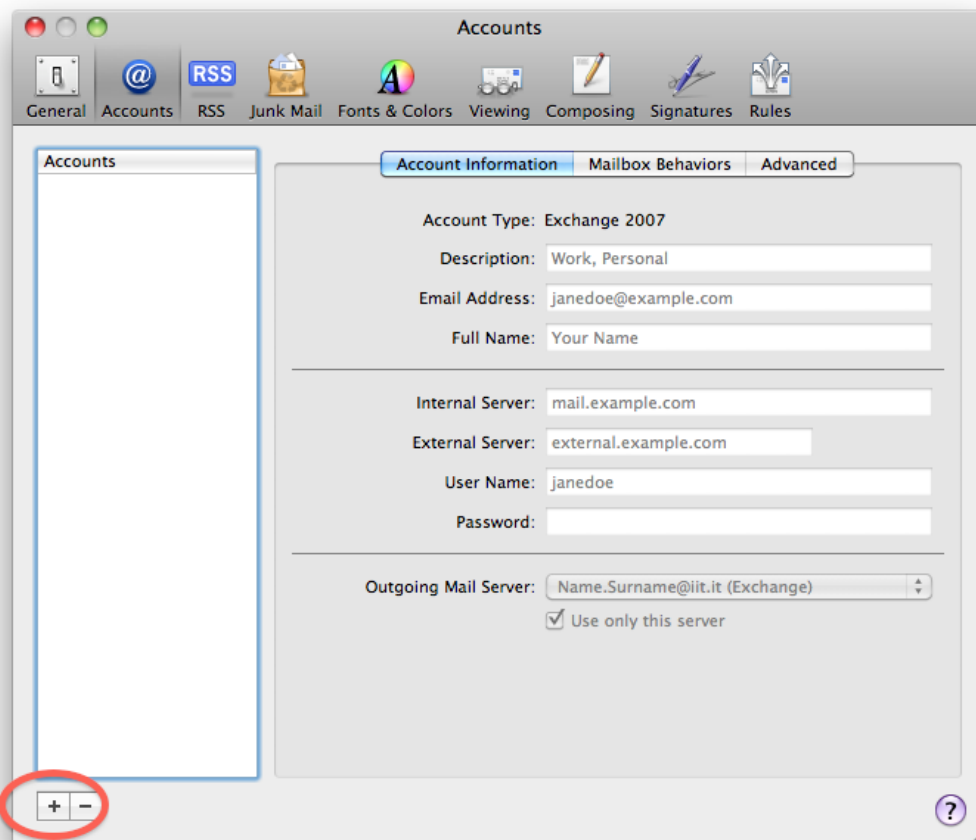 Accounts
General Accounts RSS Junk Mail Fonts & Colors Viewing Composing Signatures Rules
Accounts
Account Information Mailbox Behaviors Advanced
Account Type: Exchange 2007
Description: Work, Personal
Email Address: janedoe@example.com
Full Name: Your Name
Internal Server: mail.example.com
External Server: external.example.com
User Name: janedoe
Password:
Outgoing Mail Server: Name.Surname@iit.it (Exchange)
Use only this server
+ −
?